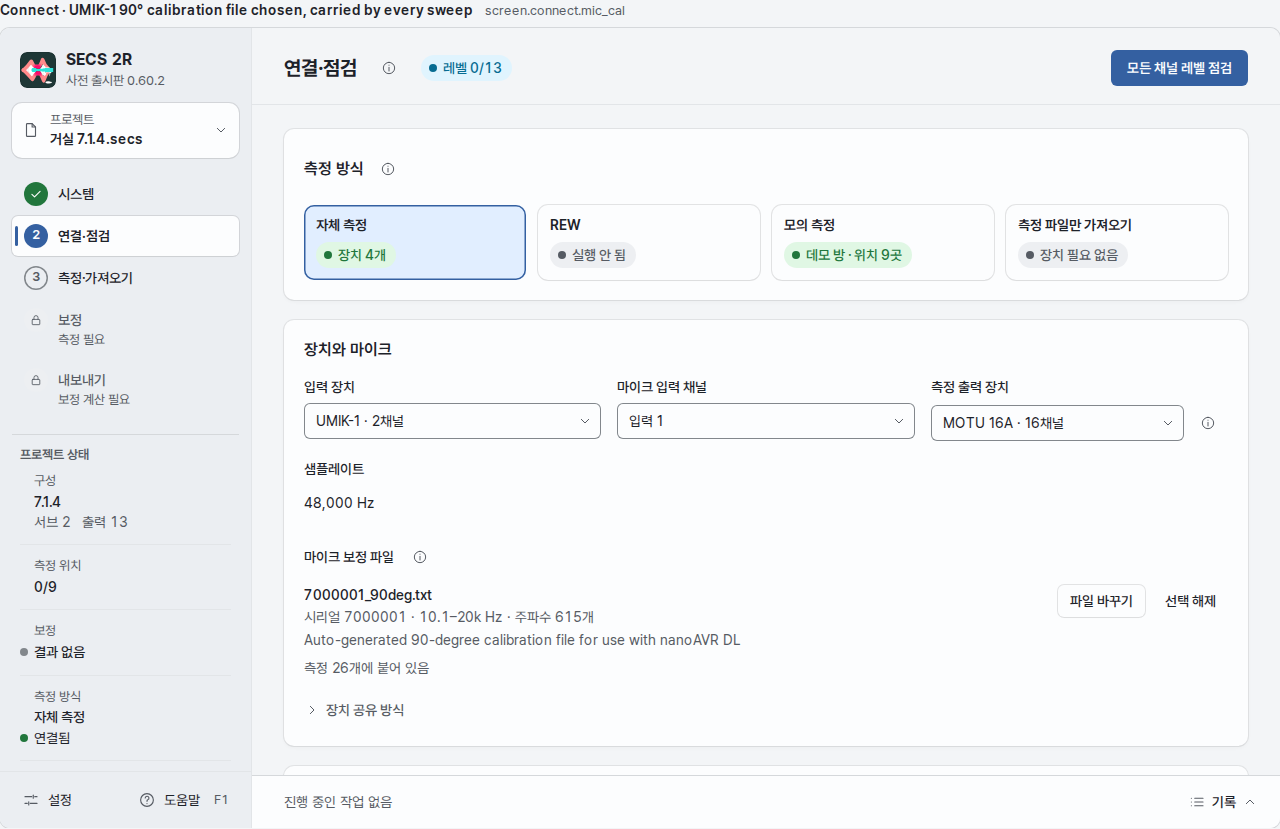 Connect · UMIK-1 90° calibration file chosen, carried by every sweep screen.connect.mic_cal
SECS 2R
사전 출시판 0.60.2
프로젝트
거실 7.1.4.secs
시스템
2 연결·점검
3 측정·가져오기
보정
측정 필요
내보내기
보정 계산 필요
프로젝트 상태
구성
7.1.4
서브 2 출력 13
측정 위치
0/9
보정
결과 없음
측정 방식
자체 측정
연결됨
설정
도움말 F1
연결·점검
레벨 0/13
모든 채널 레벨 점검
측정 방식
자체 측정
장치 4개
REW
실행 안 됨
모의 측정
데모 방 · 위치 9곳
측정 파일만 가져오기
장치 필요 없음
장치와 마이크
입력 장치
UMIK-1 · 2채널
마이크 입력 채널
입력 1
측정 출력 장치
MOTU 16A · 16채널
샘플레이트
48,000 Hz
마이크 보정 파일
7000001_90deg.txt
시리얼 7000001 · 10.1–20k Hz · 주파수 615개
Auto-generated 90-degree calibration file for use with nanoAVR DL
측정 26개에 붙어 있음
파일 바꾸기
선택 해제
장치 공유 방식
진행 중인 작업 없음
기록